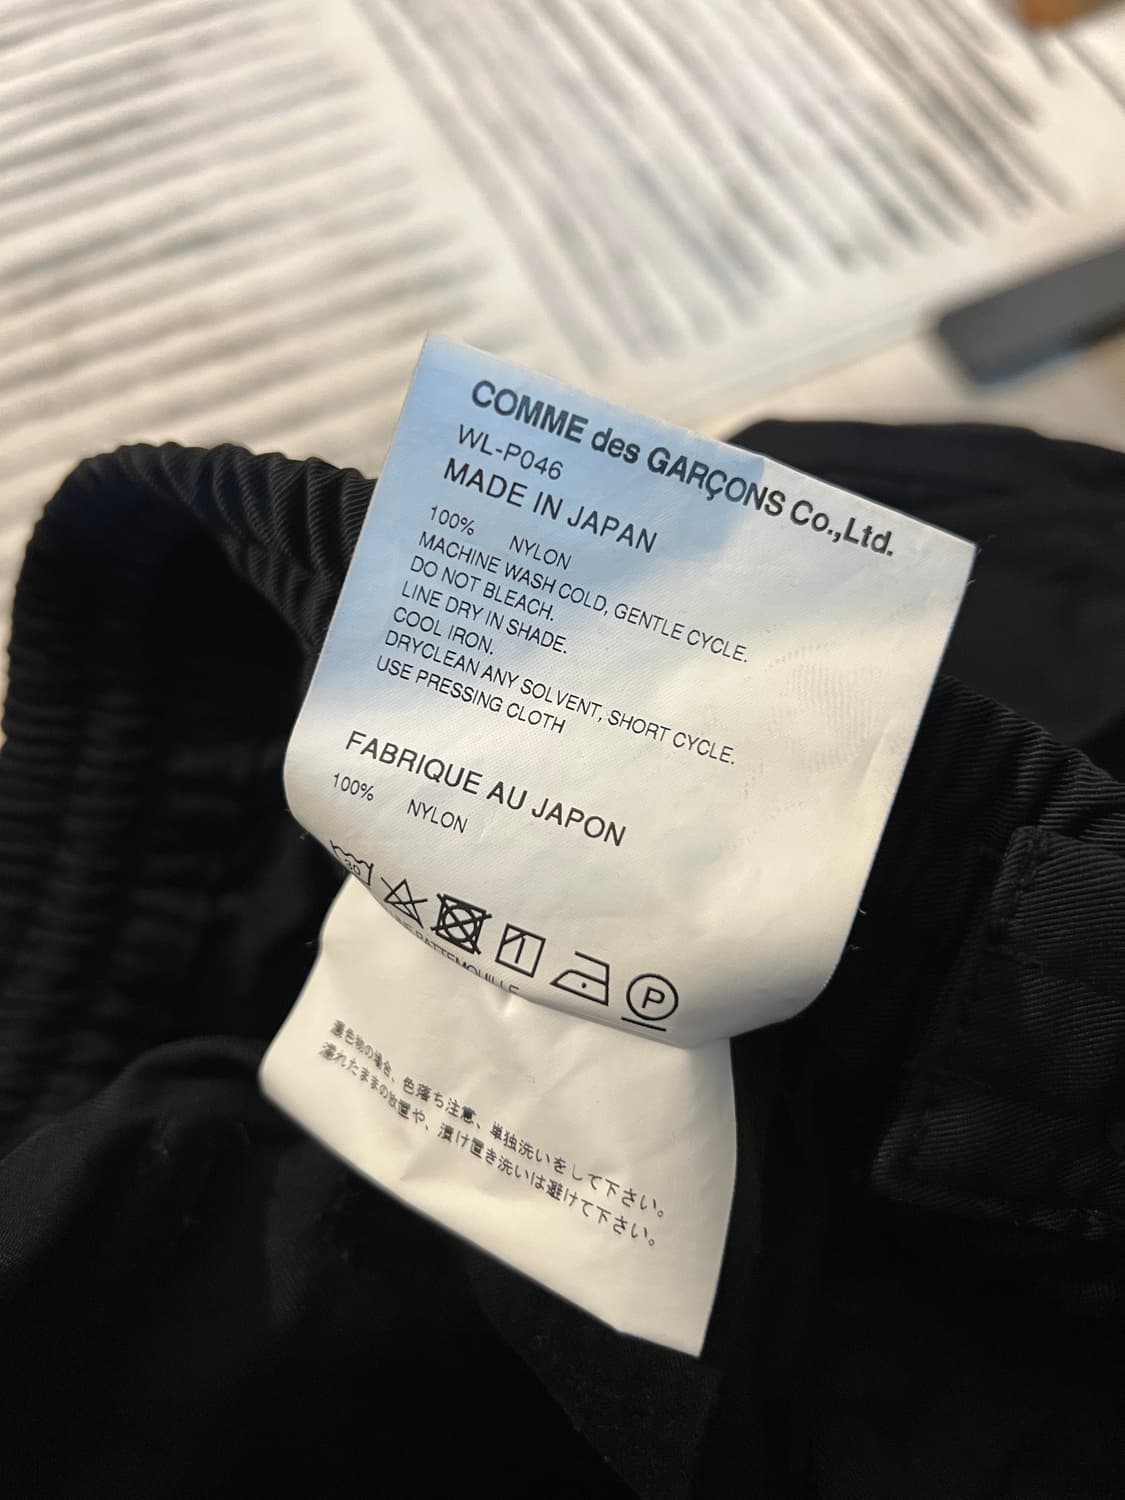 COMME des GARÇONS Co.,Ltd.
WL-P046
MADE IN JAPAN
100% NYLON
MACHINE WASH COLD, GENTLE CYCLE.
DO NOT BLEACH.
LINE DRY IN SHADE.
COOL IRON.
DRYCLEAN ANY SOLVENT, SHORT CYCLE.
USE PRESSING CLOTH
FABRIQUE AU JAPON
100% NYLON
30
P
PATTEMOUILLE
濃色物の場合、色落ち注意、単独洗いをして下さい。
濡れたままの放置や、漬け置き洗いは避けて下さい。